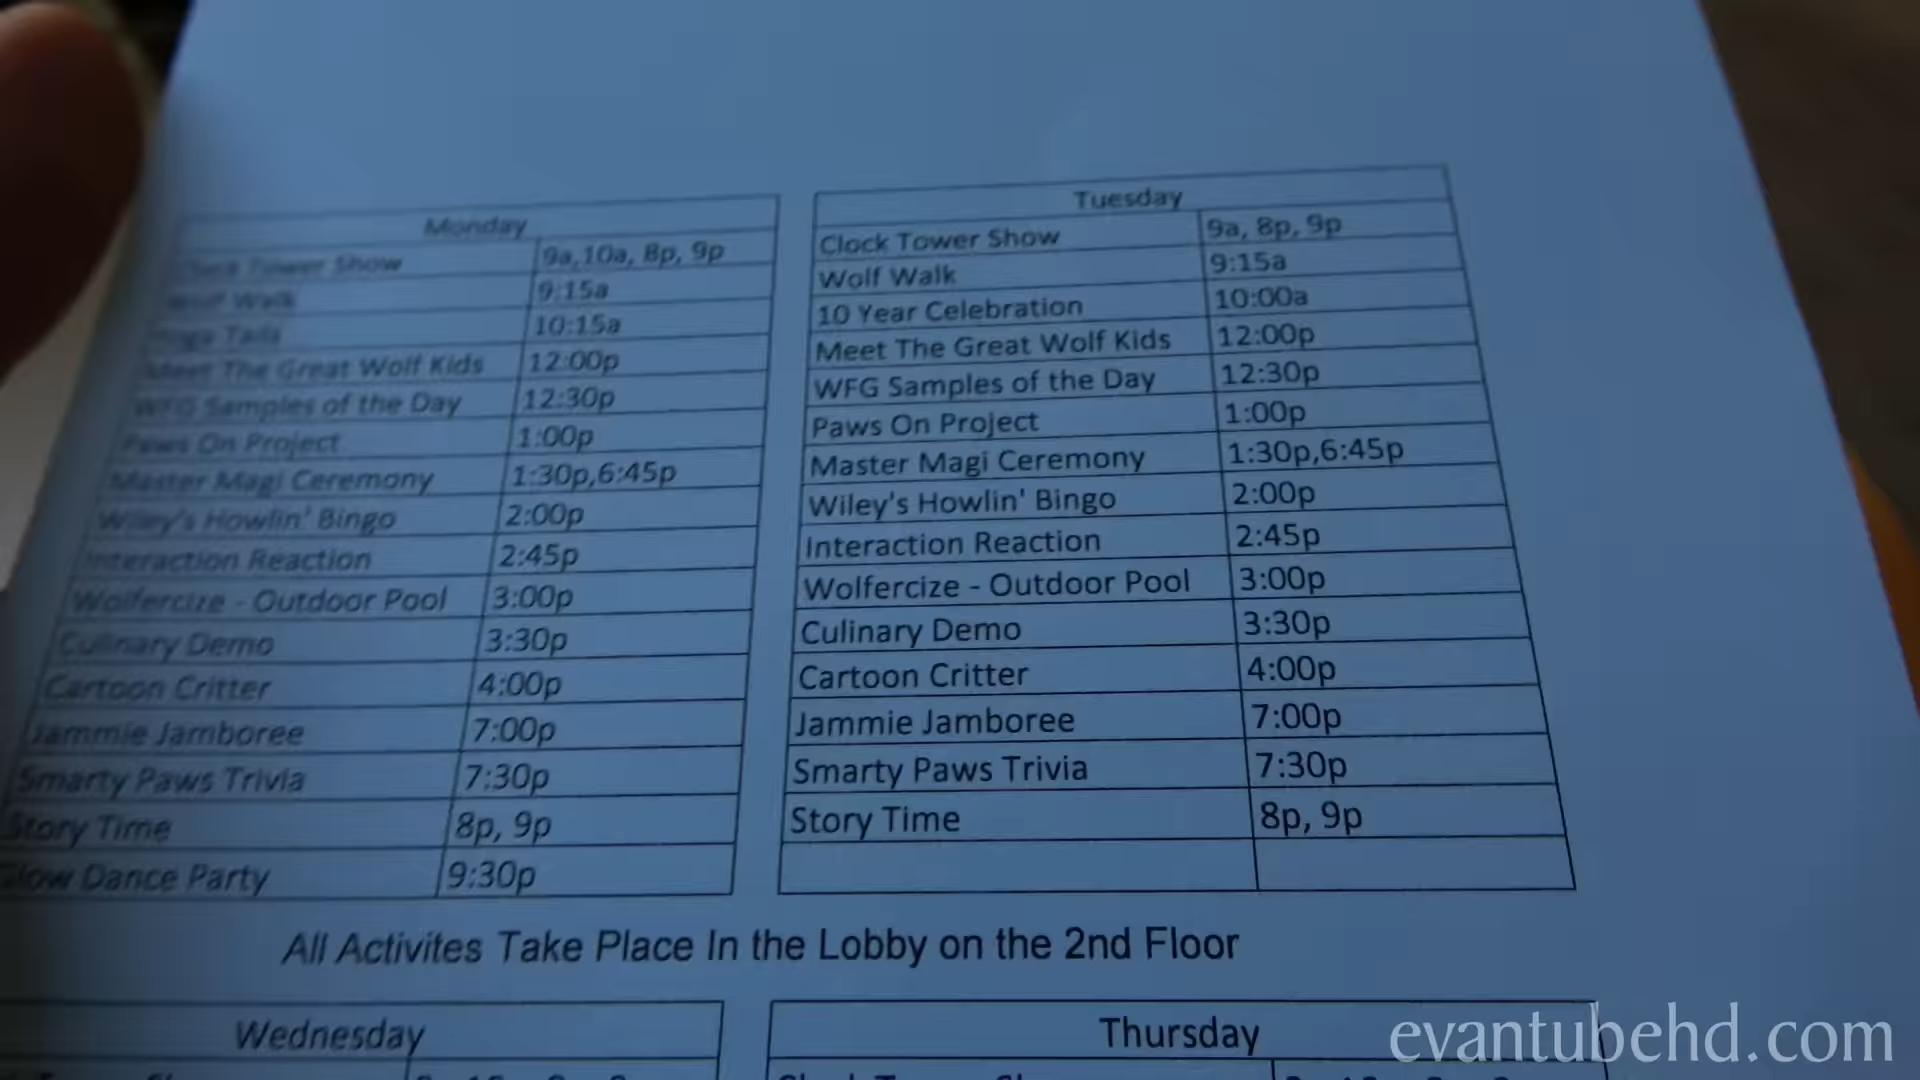 Monday
Clock Tower Show 9a,10a, 8p, 9p
Wolf Walk 9:15a
Yoga Tails 10:15a
Meet The Great Wolf Kids 12:00p
WFG Samples of the Day 12:30p
Paws On Project 1:00p
Master Magi Ceremony 1:30p,6:45p
Wiley's Howlin' Bingo 2:00p
Interaction Reaction 2:45p
Wolfercize - Outdoor Pool 3:00p
Culinary Demo 3:30p
Cartoon Critter 4:00p
Jammie Jamboree 7:00p
Smarty Paws Trivia 7:30p
Story Time 8p, 9p
Glow Dance Party 9:30p
Tuesday
Clock Tower Show 9a, 8p, 9p
Wolf Walk 9:15a
10 Year Celebration 10:00a
Meet The Great Wolf Kids 12:00p
WFG Samples of the Day 12:30p
Paws On Project 1:00p
Master Magi Ceremony 1:30p,6:45p
Wiley's Howlin' Bingo 2:00p
Interaction Reaction 2:45p
Wolfercize - Outdoor Pool 3:00p
Culinary Demo 3:30p
Cartoon Critter 4:00p
Jammie Jamboree 7:00p
Smarty Paws Trivia 7:30p
Story Time 8p, 9p
All Activites Take Place In the Lobby on the 2nd Floor
Wednesday
Thursday
evantubehd.com